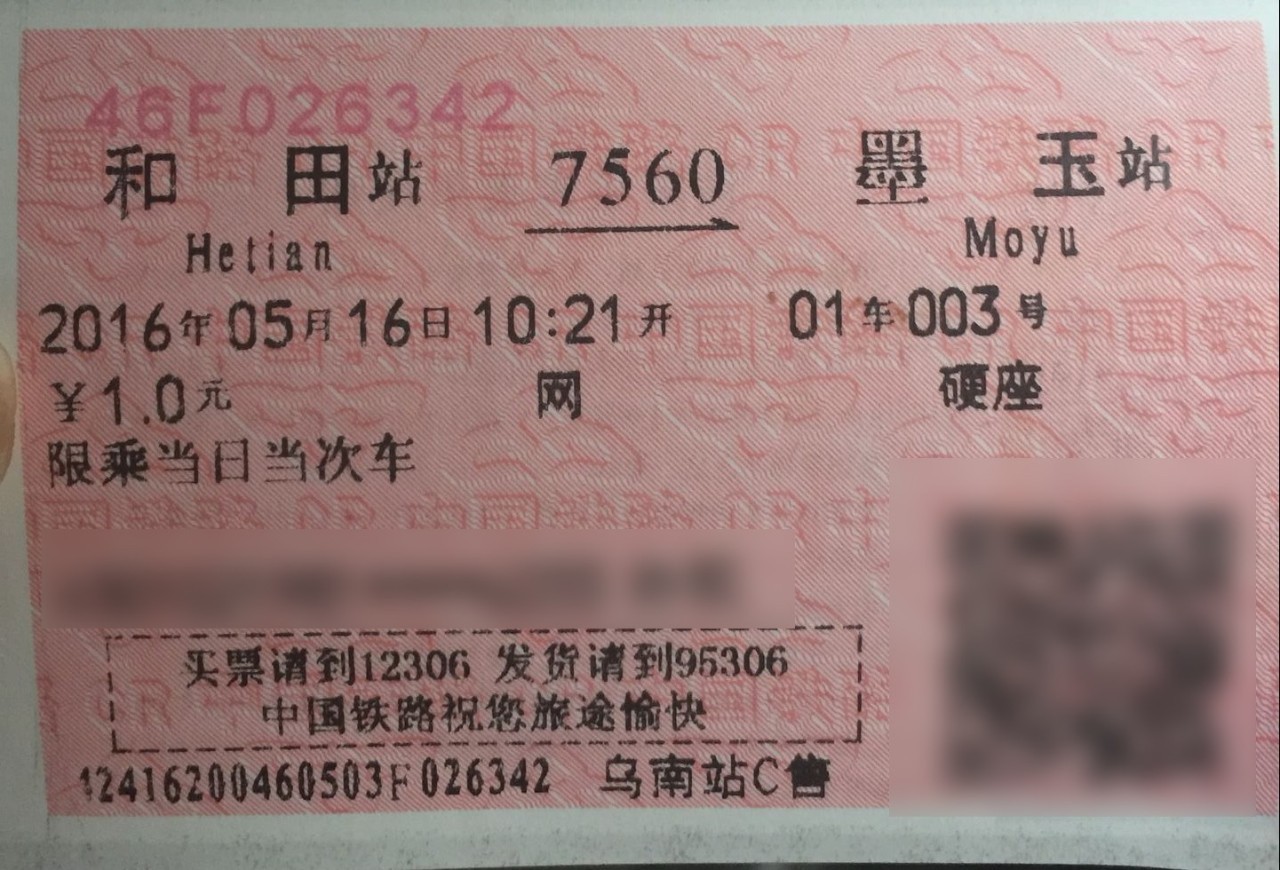 46F026342
和田站 7560 墨玉站
Hetian Moyu
2016年05月16日10:21开 01车003号
¥1.0元 网 硬座
限乘当日当次车
买票请到12306 发货请到95306
中国铁路祝您旅途愉快
42416200460503F026342 乌南站C售